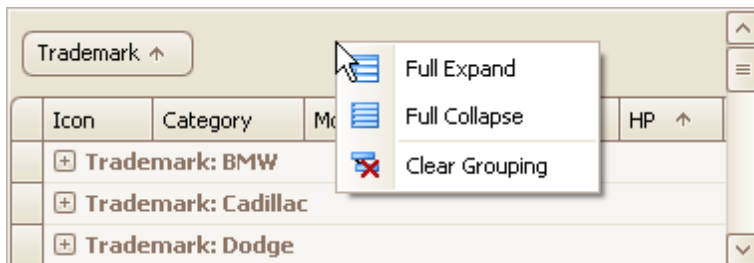 Trademark
Full Expand
Full Collapse
Clear Grouping
Icon Category HP
Trademark: BMW
Trademark: Cadillac
Trademark: Dodge